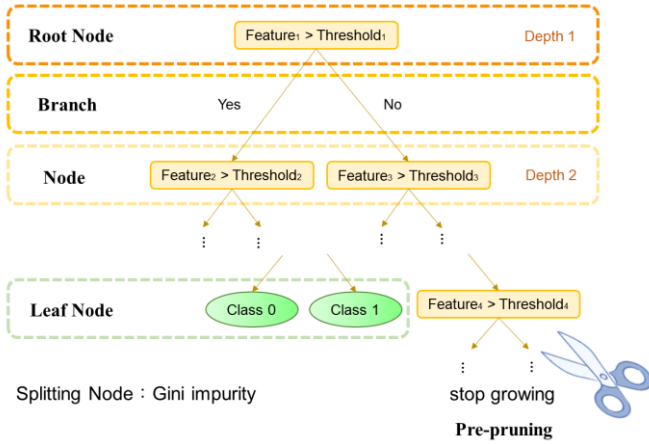 Root Node
Feature₁ > Threshold₁
Depth 1
Branch
Yes
No
Node
Feature₂ > Threshold₂
Feature₃ > Threshold₃
Depth 2
Leaf Node
Class 0
Class 1
Feature₄ > Threshold₄
Splitting Node：Gini impurity
stop growing
Pre-pruning